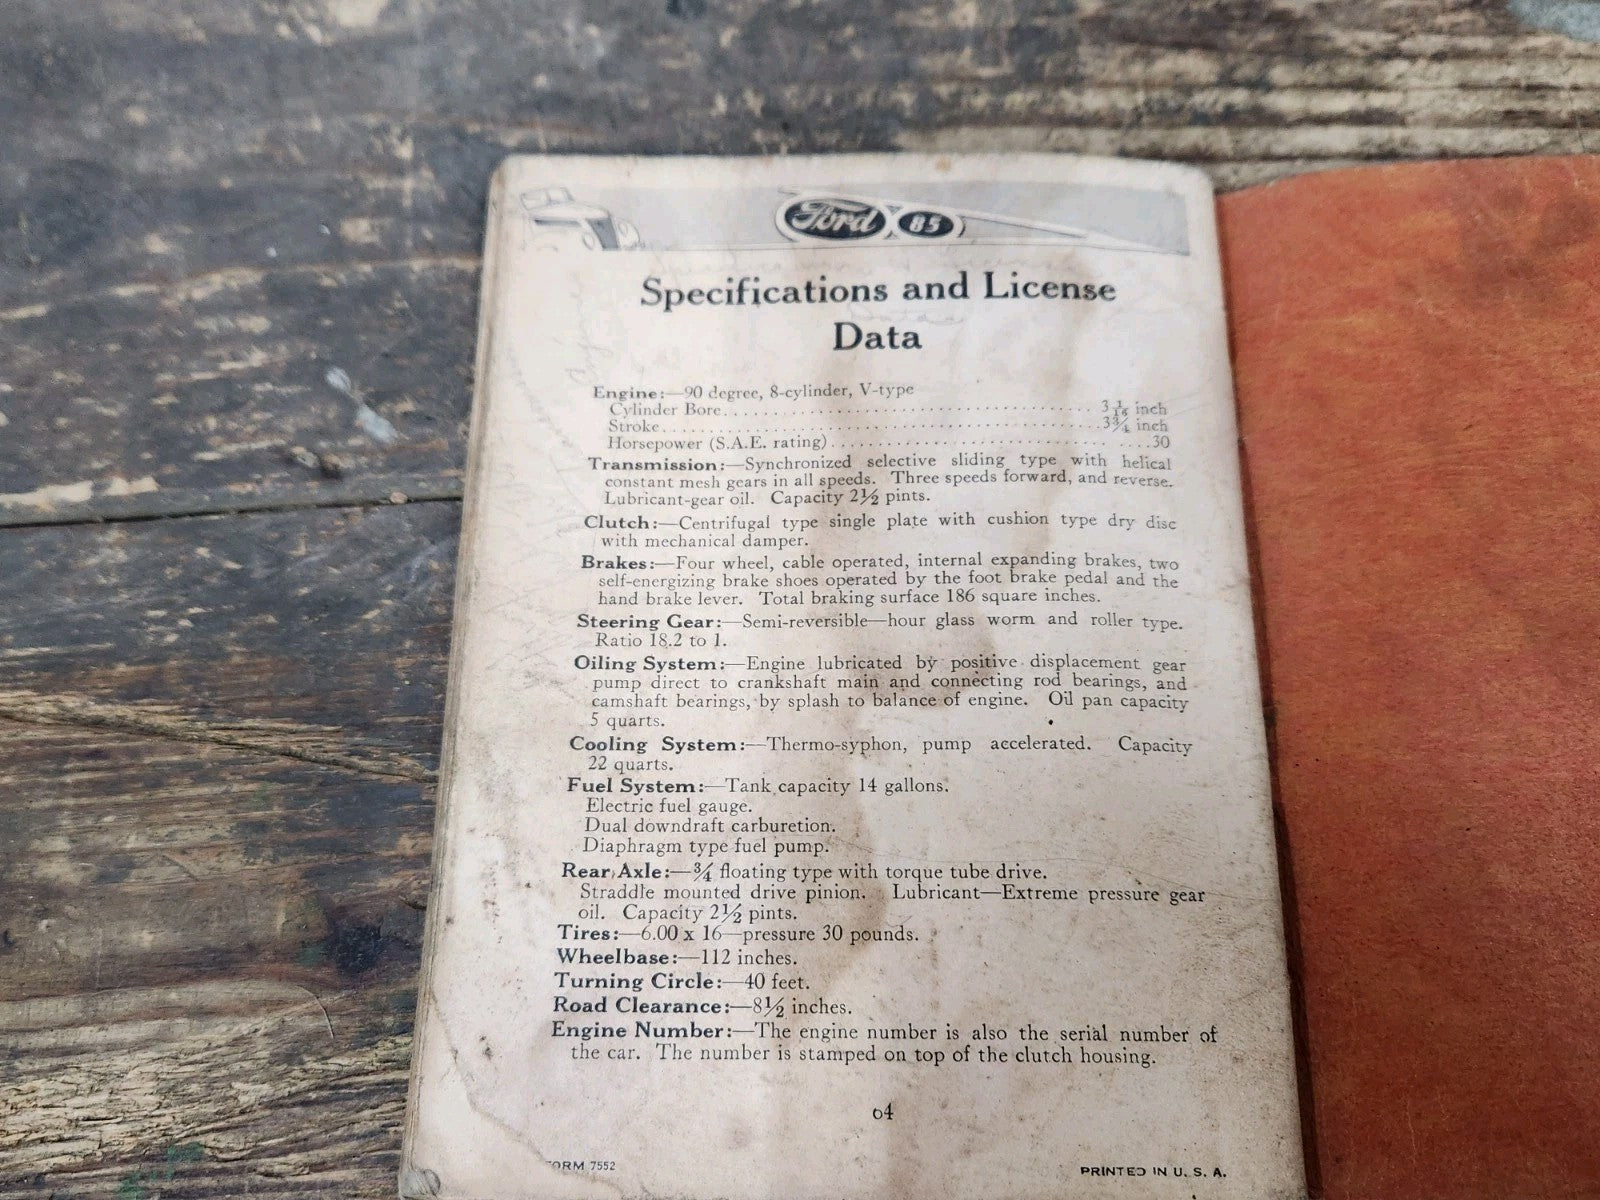 Ford 85
Specifications and License
Data
Engine:—90 degree, 8-cylinder, V-type
Cylinder Bore. . . . . . . . . . . . . . . . . . . . . . . . . . . . . . . . . . . 3 1/16 inch
Stroke. . . . . . . . . . . . . . . . . . . . . . . . . . . . . . . . . . . . . . . . 3¾ inch
Horsepower (S.A.E. rating) . . . . . . . . . . . . . . . . . . . . . . . . . . . .30
Transmission:—Synchronized selective sliding type with helical
constant mesh gears in all speeds. Three speeds forward, and reverse.
Lubricant-gear oil. Capacity 2½ pints.
Clutch:—Centrifugal type single plate with cushion type dry disc
with mechanical damper.
Brakes:—Four wheel, cable operated, internal expanding brakes, two
self-energizing brake shoes operated by the foot brake pedal and the
hand brake lever. Total braking surface 186 square inches.
Steering Gear:—Semi-reversible—hour glass worm and roller type.
Ratio 18.2 to 1.
Oiling System:—Engine lubricated by positive displacement gear
pump direct to crankshaft main and connecting rod bearings, and
camshaft bearings, by splash to balance of engine. Oil pan capacity
5 quarts.
Cooling System:—Thermo-syphon, pump accelerated. Capacity
22 quarts.
Fuel System:—Tank capacity 14 gallons.
Electric fuel gauge.
Dual downdraft carburetion.
Diaphragm type fuel pump.
Rear Axle:—¾ floating type with torque tube drive.
Straddle mounted drive pinion. Lubricant—Extreme pressure gear
oil. Capacity 2½ pints.
Tires:—6.00 x 16—pressure 30 pounds.
Wheelbase:—112 inches.
Turning Circle:—40 feet.
Road Clearance:—8½ inches.
Engine Number:—The engine number is also the serial number of
the car. The number is stamped on top of the clutch housing.
64
FORM 7552
PRINTED IN U. S. A.